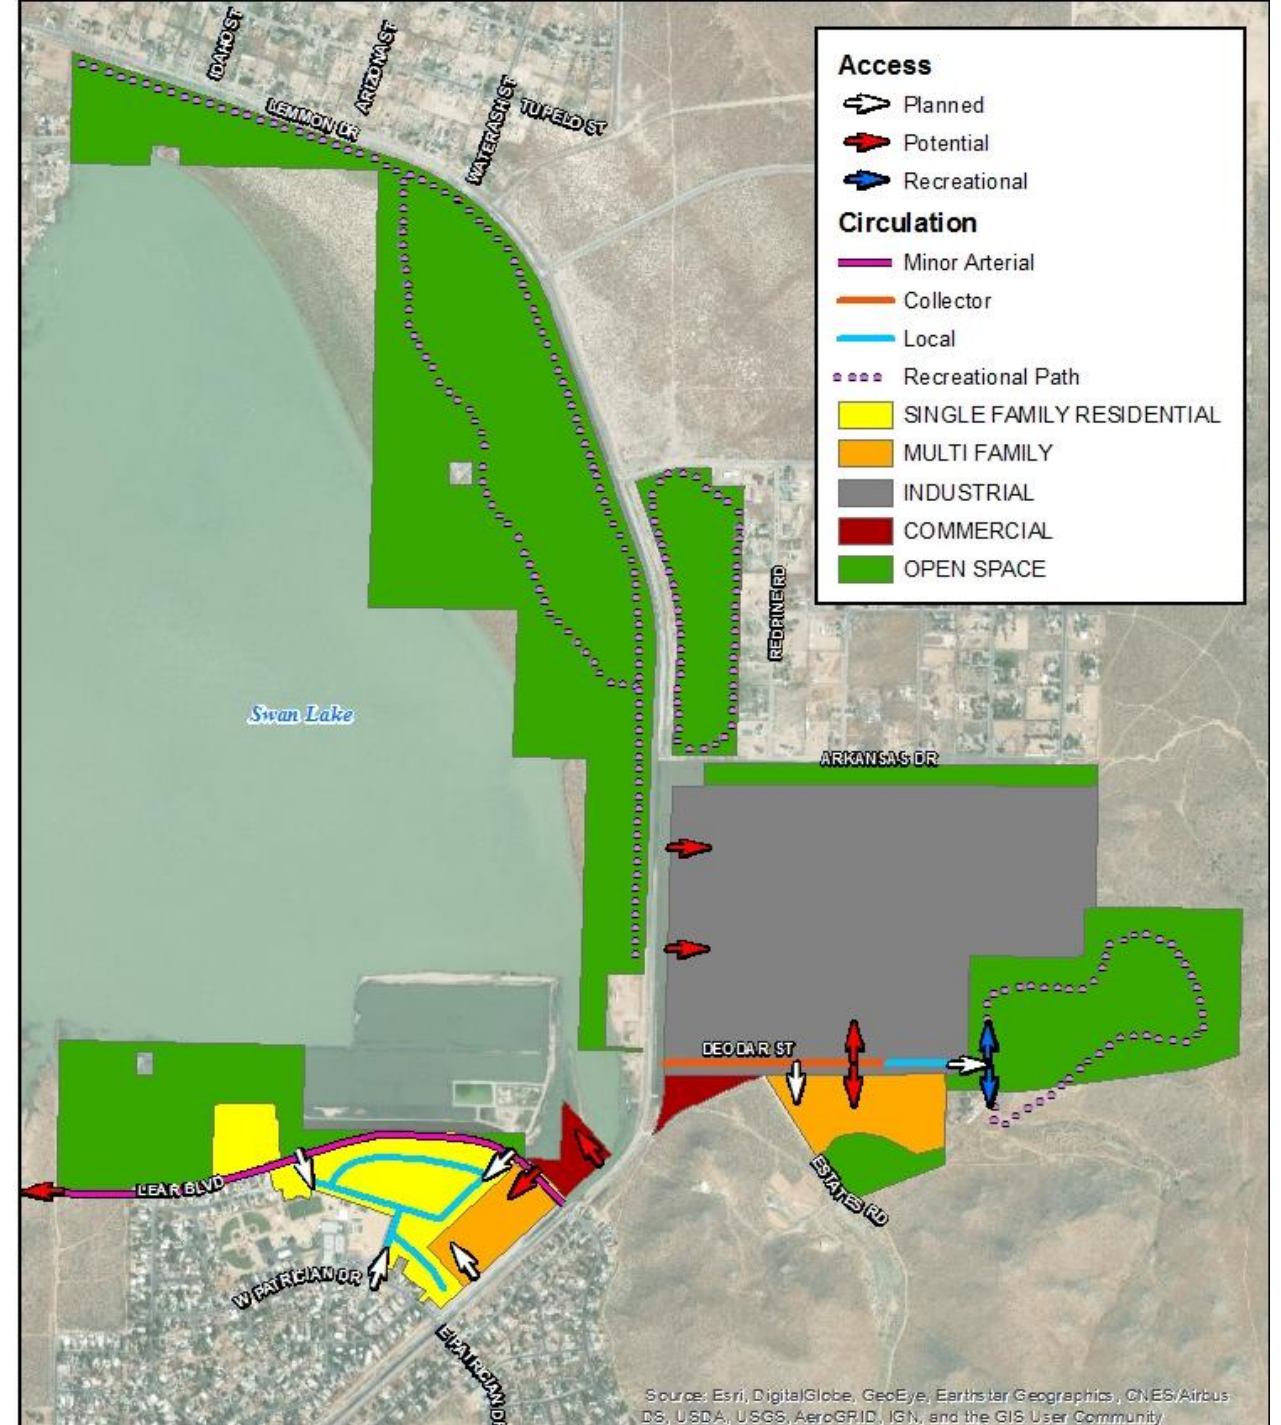 IDAHO ST
ARIZONA ST
LEMMON DR
WATERASH ST
TUPELO ST
Access
Planned
Potential
Recreational
Circulation
Minor Arterial
Collector
Local
Recreational Path
SINGLE FAMILY RESIDENTIAL
MULTI FAMILY
INDUSTRIAL
COMMERCIAL
OPEN SPACE
REDPINE RD
Swan Lake
ARKANSAS DR
DEODAR ST
LEAR BLVD
ESTATES RD
W PATRICIAN DR
E PATRICIAN D
Source: Esri, DigitalGlobe, GeoEye, Earthstar Geographics, CNES/Airbus
DS, USDA, USGS, AeroGRID, IGN, and the GIS User Community